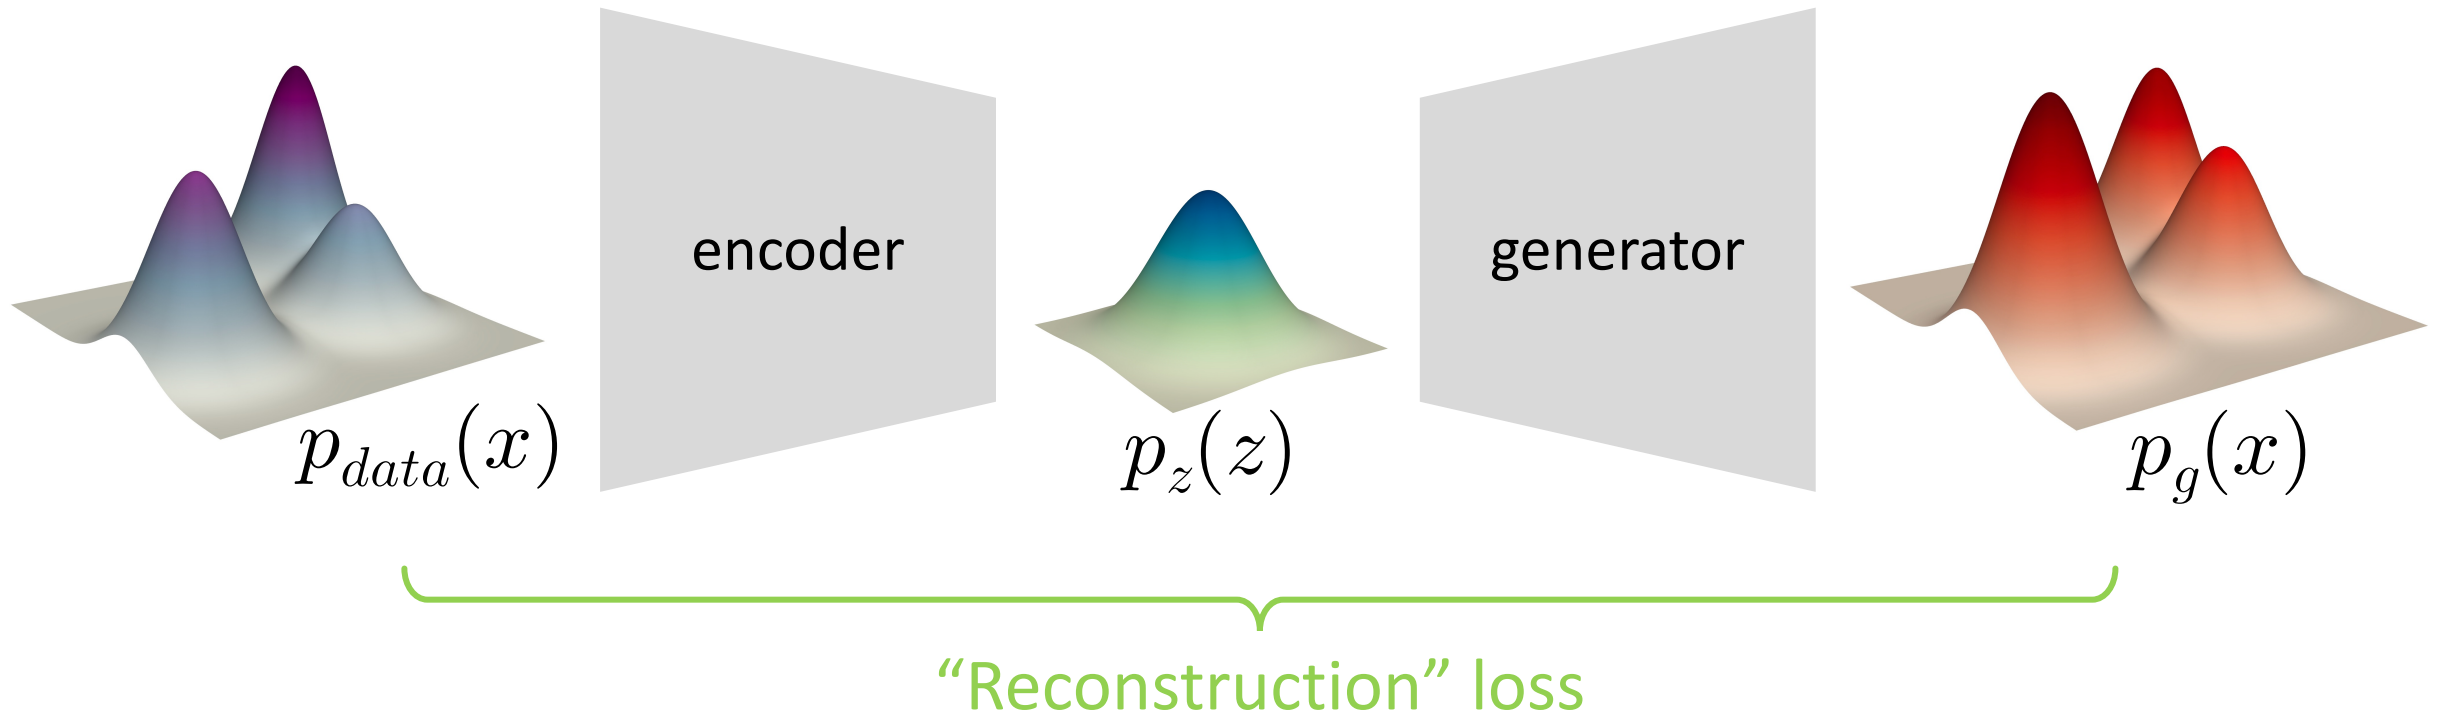 encoder
generator
p_data(x)
p_z(z)
p_g(x)
“Reconstruction” loss